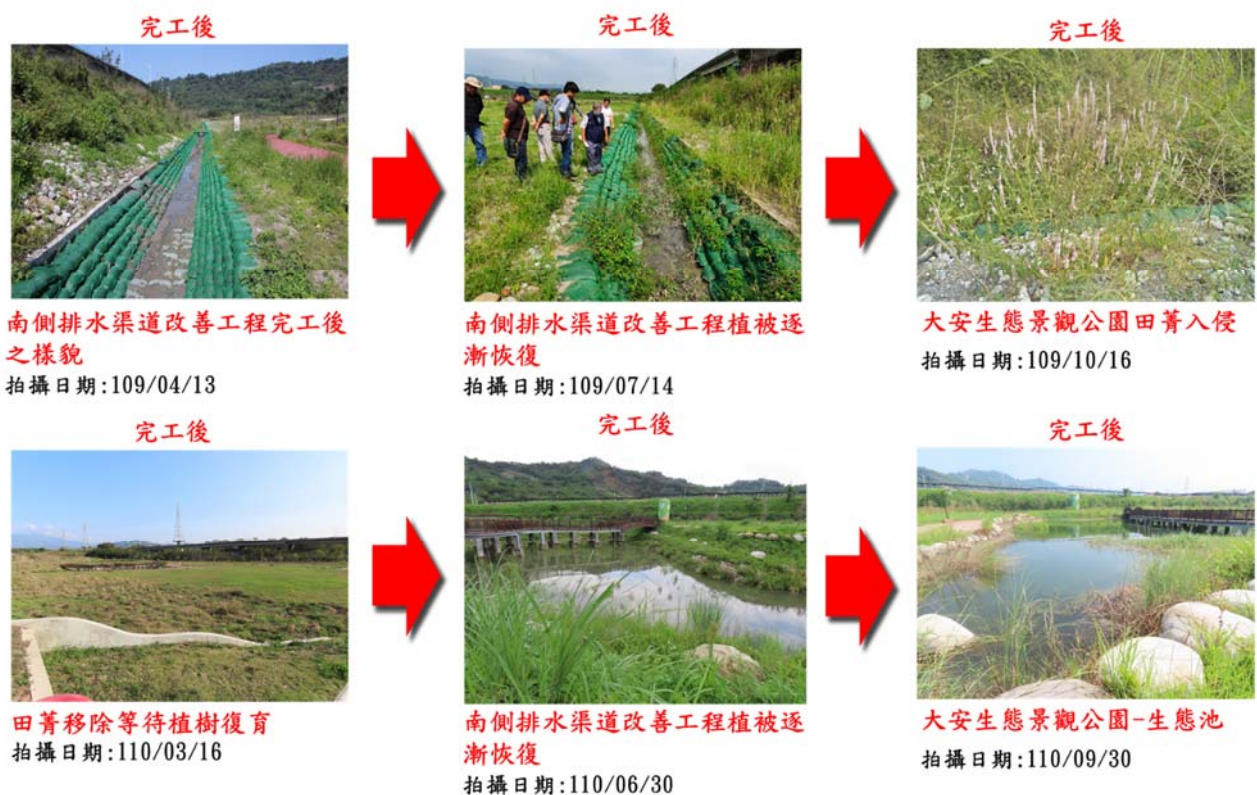 完工後
完工後
完工後
南側排水渠道改善工程完工後
之樣貌
拍攝日期:109/04/13
南側排水渠道改善工程植被逐
漸恢復
拍攝日期:109/07/14
大安生態景觀公園田菁入侵
拍攝日期:109/10/16
完工後
完工後
完工後
田菁移除等待植樹復育
拍攝日期:110/03/16
南側排水渠道改善工程植被逐
漸恢復
拍攝日期:110/06/30
大安生態景觀公園-生態池
拍攝日期:110/09/30